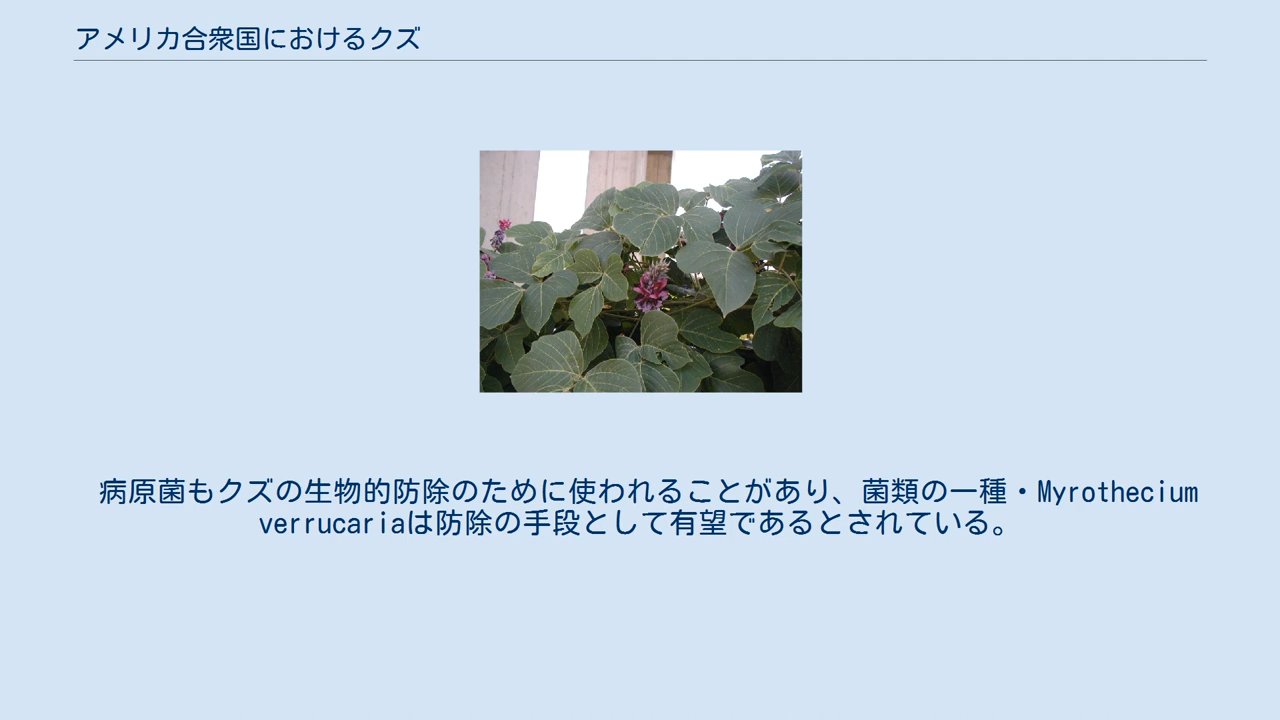 アメリカ合衆国におけるクズ
病原菌もクズの生物的防除のために使われることがあり、菌類の一種・Myrothecium
verrucariaは防除の手段として有望であるとされている。